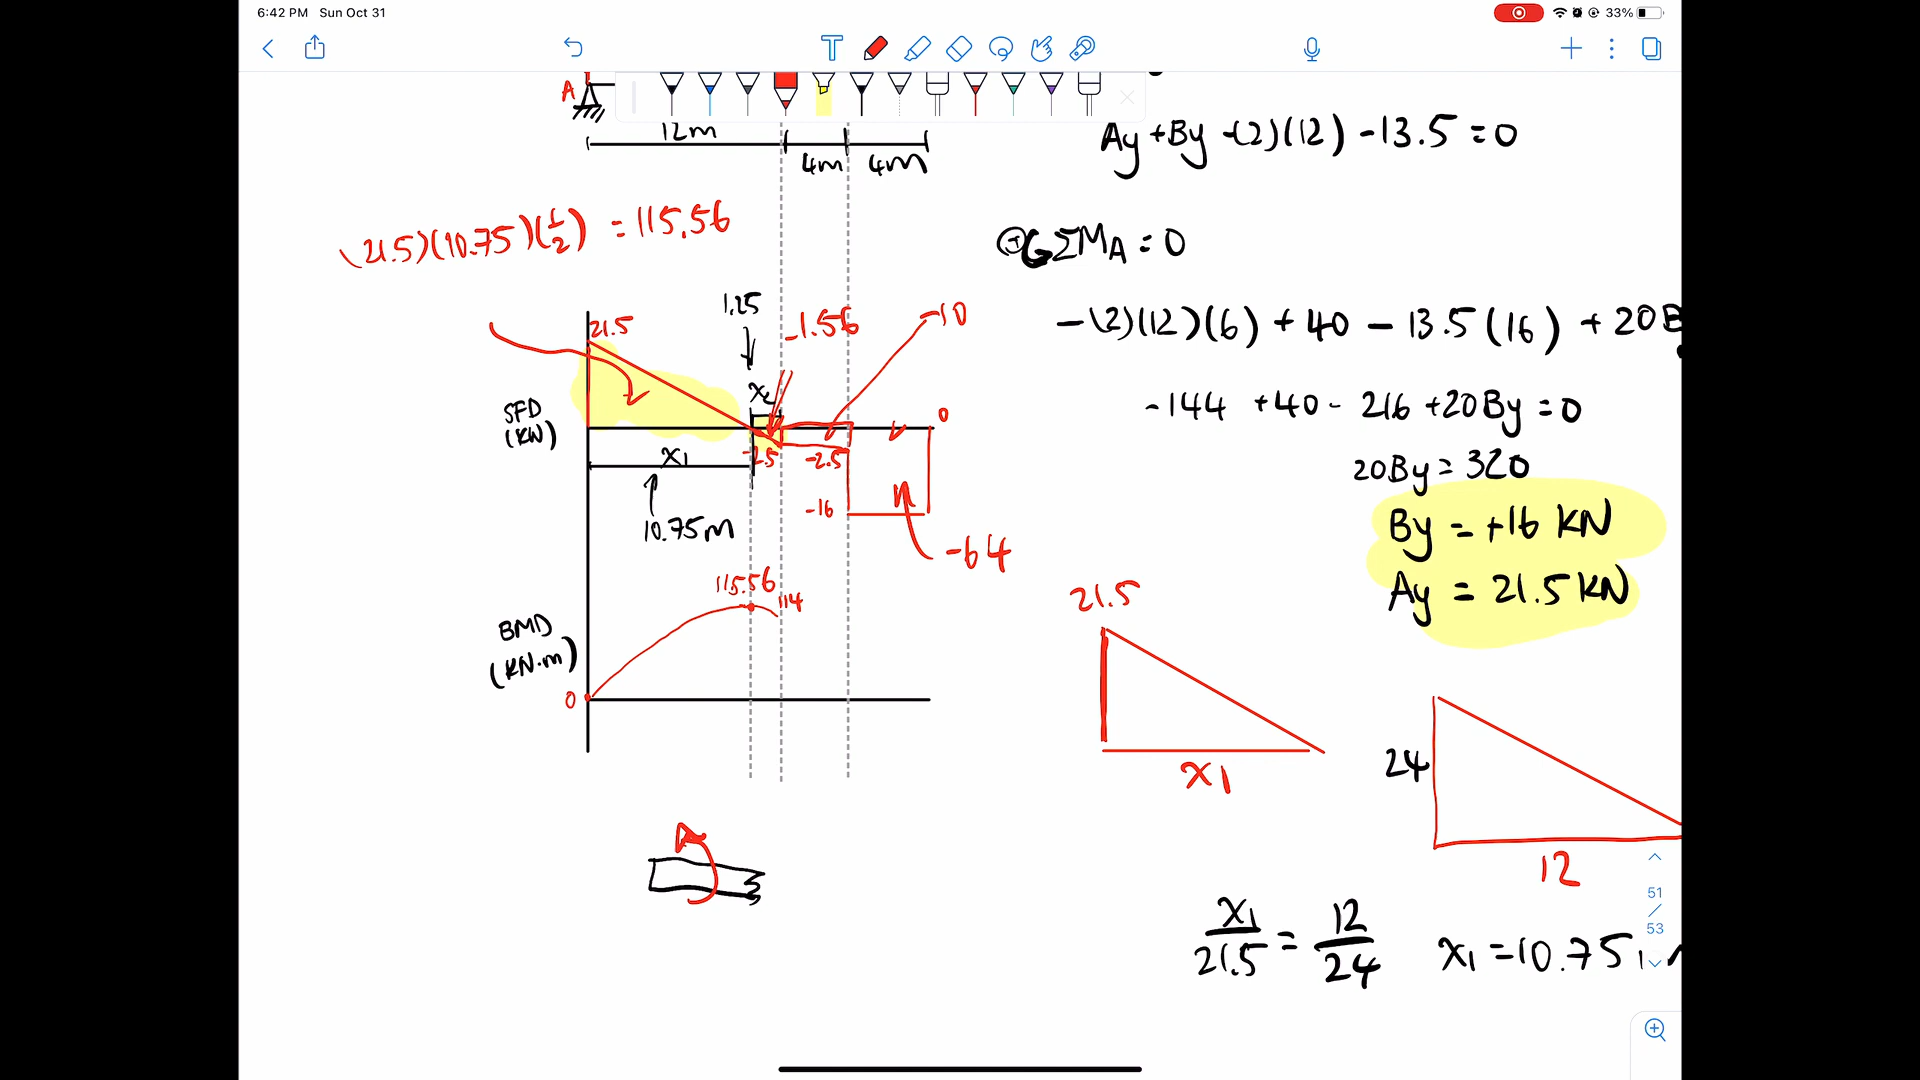 6:42 PM Sun Oct 31
33%
T
A
12m
4m
4m
(21.5)(10.75)(1/2) = 115.56
1.25
21.5
-1.56
-10
x2
SFD
(KN)
0
-2.5
-2.5
x1
-16
10.75m
-64
115.56
114
BMD
(KN.m)
0
Ay + By - (2)(12) - 13.5 = 0
+ ΣMA = 0
- (2)(12)(6) + 40 - 13.5(16) + 20B
-144 + 40 - 216 + 20By = 0
20By = 320
By = +16 KN
Ay = 21.5 KN
21.5
x1
24
12
x1/21.5 = 12/24
x1 = 10.75
51
/
53